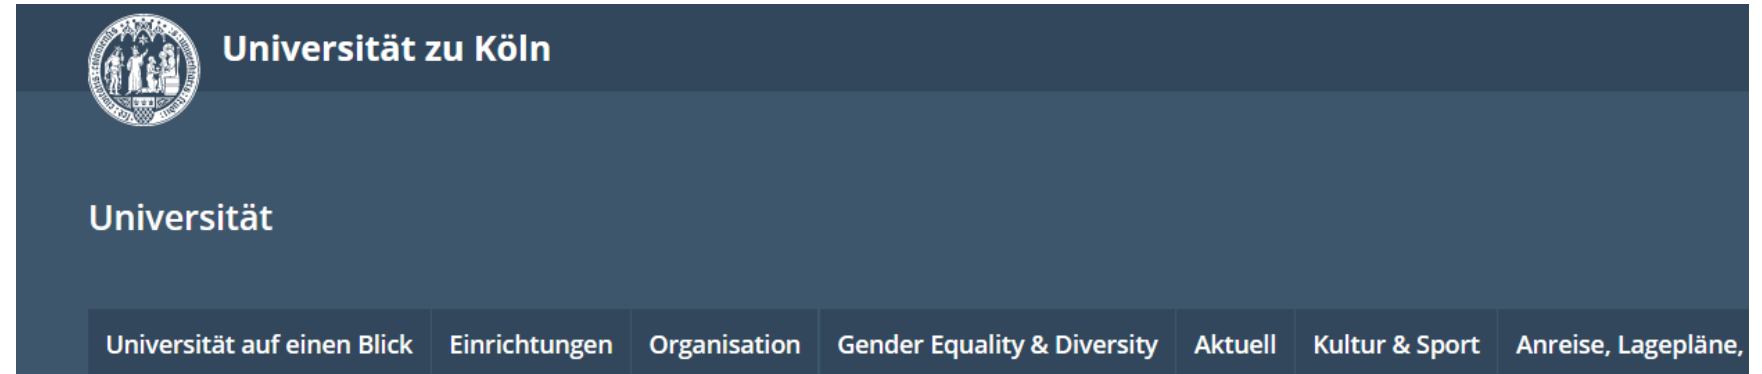 Universität zu Köln
Universität
Universität auf einen Blick Einrichtungen Organisation Gender Equality & Diversity Aktuell Kultur & Sport Anreise, Lagepläne,